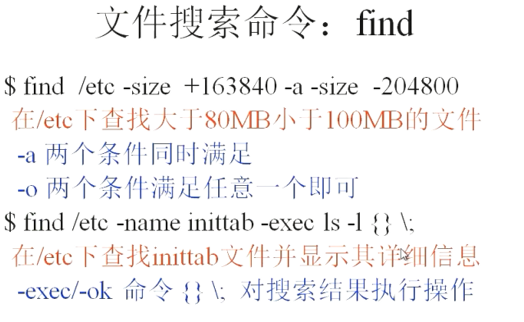 文件搜索命令：find
$ find /etc -size +163840 -a -size -204800
在/etc下查找大于80MB小于100MB的文件
-a 两个条件同时满足
-o 两个条件满足任意一个即可
$ find /etc -name inittab -exec ls -l {} \;
在/etc下查找inittab文件并显示其详细信息
-exec/-ok 命令 {} \; 对搜索结果执行操作